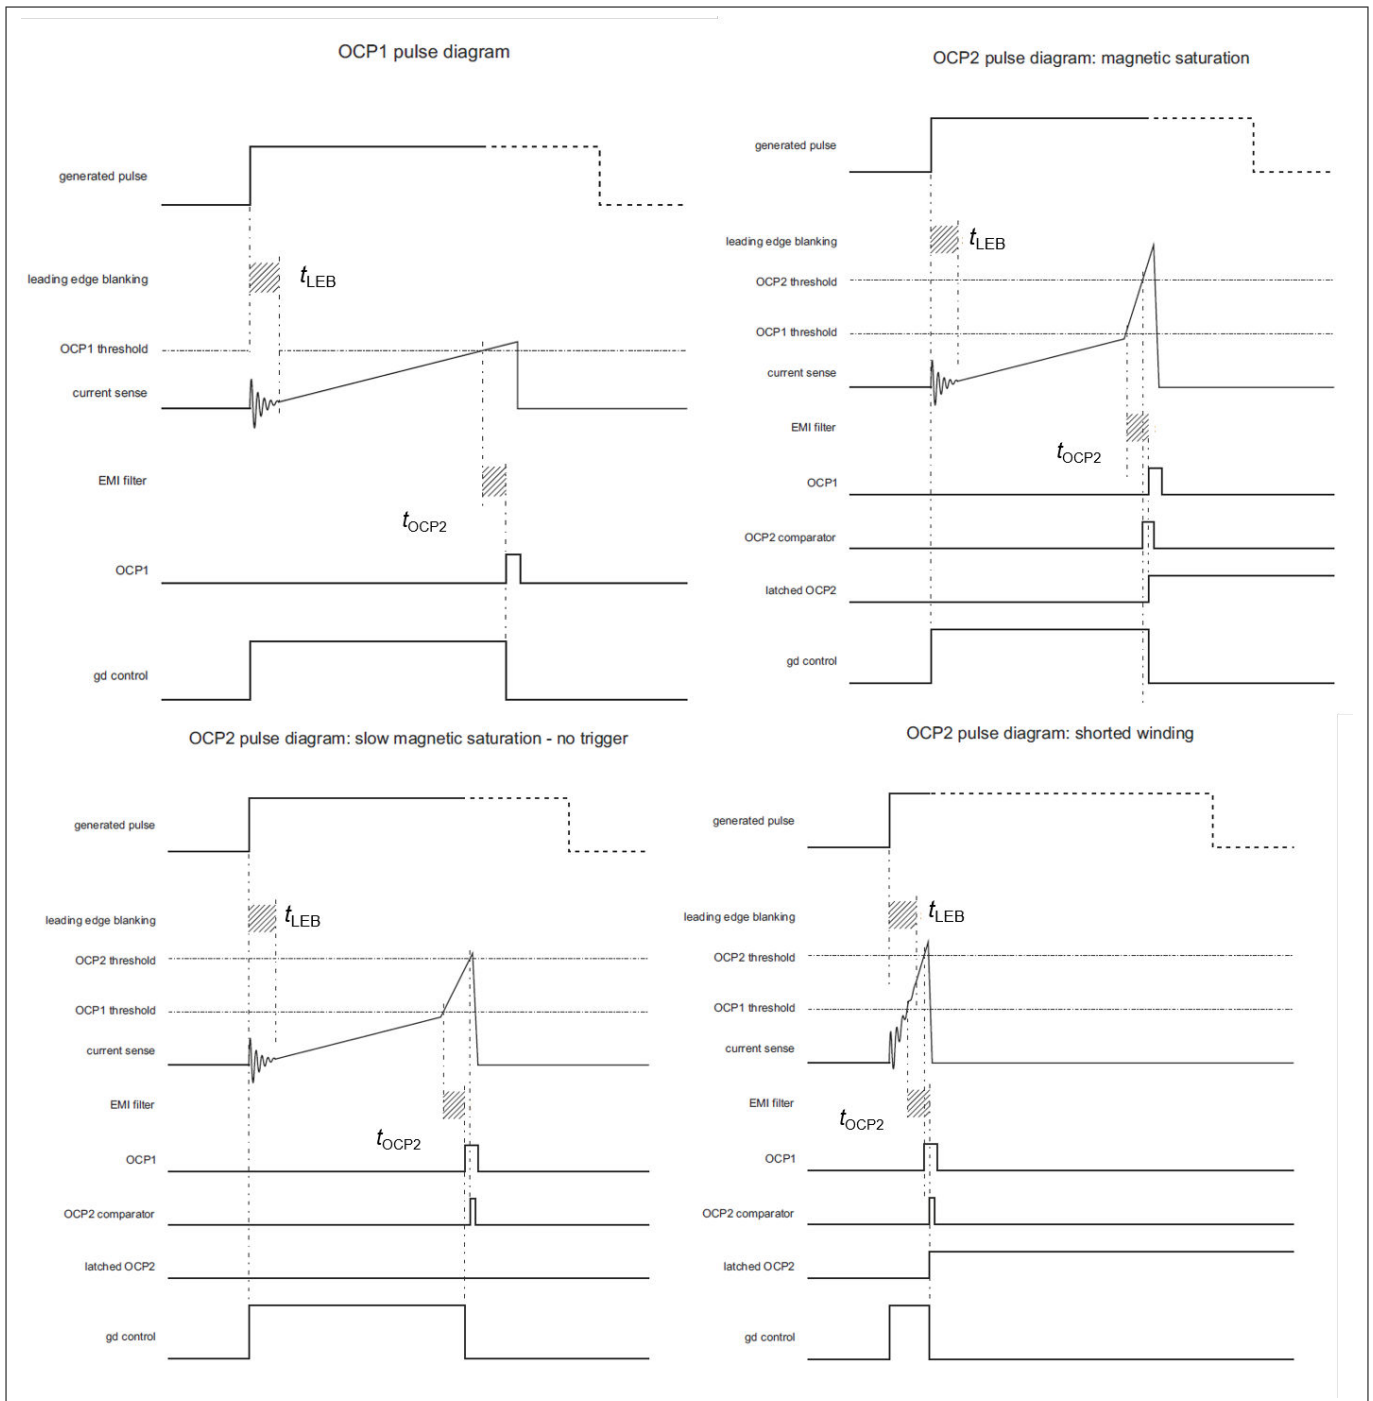 OCP1 pulse diagram
generated pulse
leading edge blanking
tLEB
OCP1 threshold
current sense
EMI filter
tOCP2
OCP1
gd control
OCP2 pulse diagram: magnetic saturation
generated pulse
leading edge blanking
tLEB
OCP2 threshold
OCP1 threshold
current sense
EMI filter
tOCP2
OCP1
OCP2 comparator
latched OCP2
gd control
OCP2 pulse diagram: slow magnetic saturation - no trigger
generated pulse
leading edge blanking
tLEB
OCP2 threshold
OCP1 threshold
current sense
EMI filter
tOCP2
OCP1
OCP2 comparator
latched OCP2
gd control
OCP2 pulse diagram: shorted winding
generated pulse
leading edge blanking
tLEB
OCP2 threshold
OCP1 threshold
current sense
EMI filter
tOCP2
OCP1
OCP2 comparator
latched OCP2
gd control